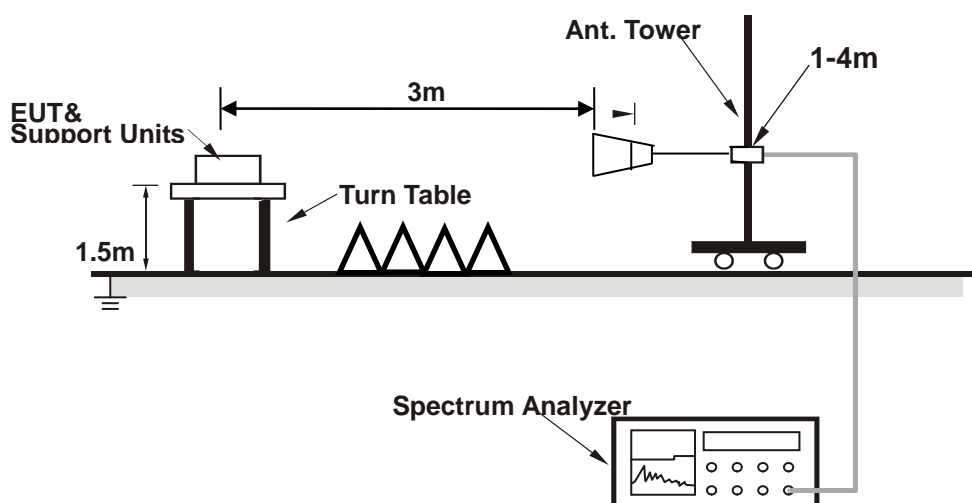 Ant. Tower
1-4m
3m
EUT&
Support Units
Turn Table
1.5m
Spectrum Analyzer